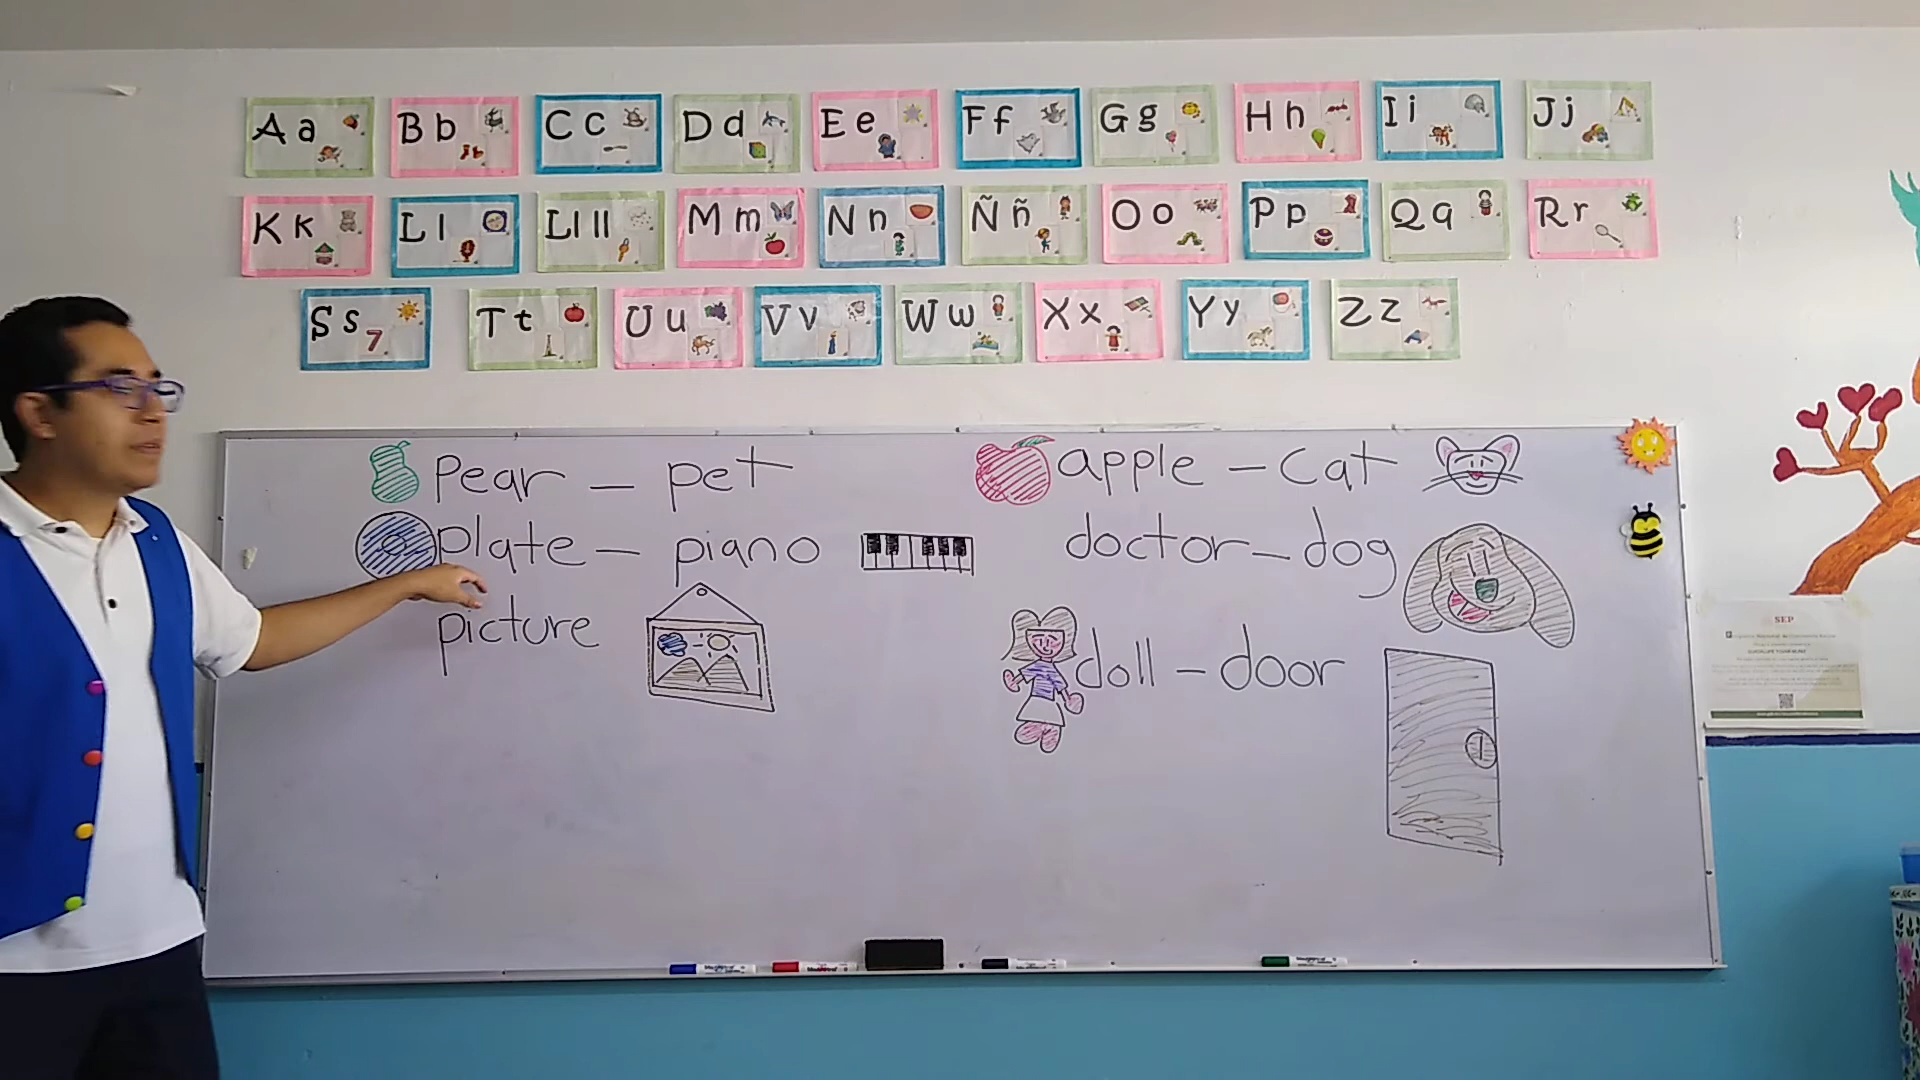 Aa Bb Cc Dd Ee Ff Gg Hh Ii Jj
Kk Ll Ll ll Mm Nn Ññ Oo Pp Qq Rr
Ss 7 Tt Uu Vv Ww Xx Yy Zz
pear - pet
plate - piano
picture
apple - cat
doctor - dog
doll - door
SEP